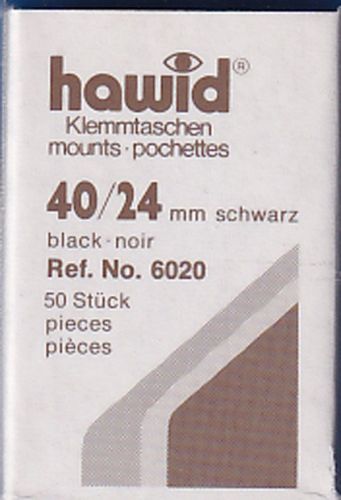 hawid®
Klemmtaschen
mounts·pochettes
40/24 mm schwarz
black·noir
Ref. No. 6020
50 Stück
pieces
pièces